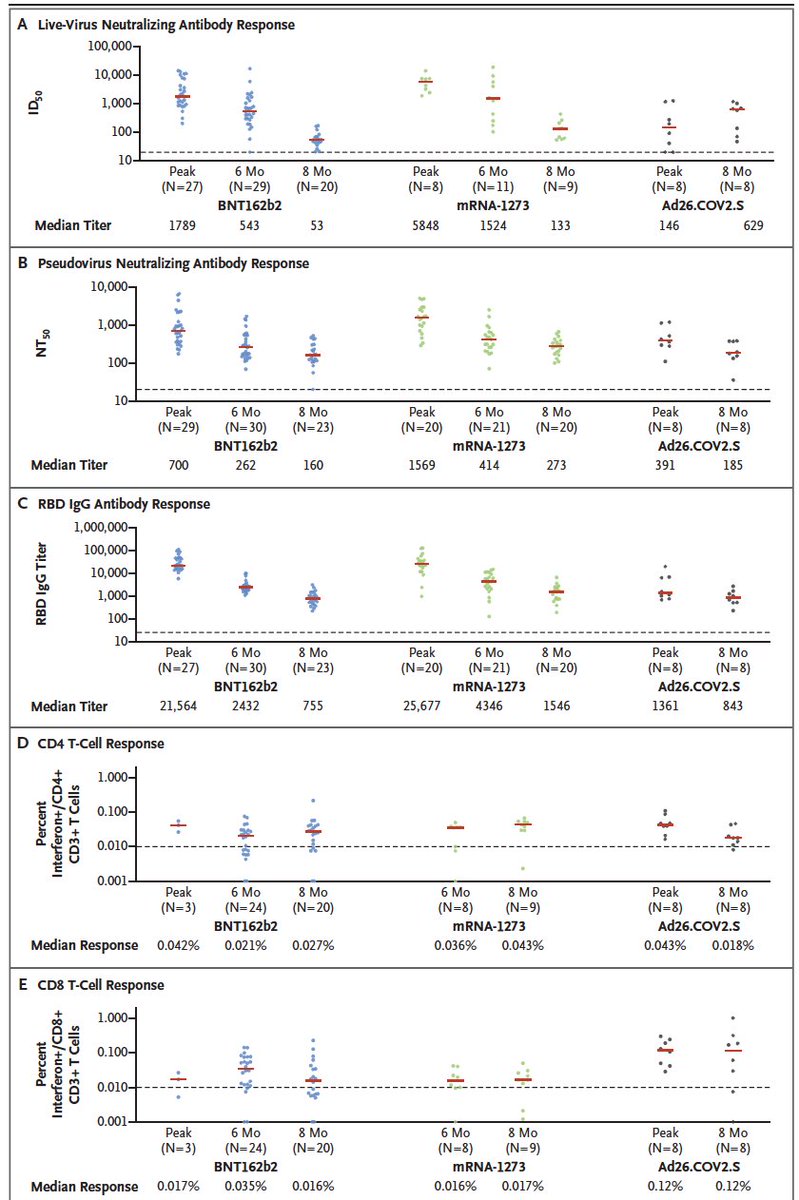 A Live-Virus Neutralizing Antibody Response
100,000
10,000
1,000
100
10
ID50
Peak 6 Mo 8 Mo Peak 6 Mo 8 Mo Peak 8 Mo
(N=27) (N=29) (N=20) (N=8) (N=11) (N=9) (N=8) (N=8)
BNT162b2 mRNA-1273 Ad26.COV2.S
Median Titer 1789 543 53 5848 1524 133 146 629
B Pseudovirus Neutralizing Antibody Response
10,000
1,000
100
10
NT50
Peak 6 Mo 8 Mo Peak 6 Mo 8 Mo Peak 8 Mo
(N=29) (N=30) (N=23) (N=20) (N=21) (N=20) (N=8) (N=8)
BNT162b2 mRNA-1273 Ad26.COV2.S
Median Titer 700 262 160 1569 414 273 391 185
C RBD IgG Antibody Response
1,000,000
100,000
10,000
1,000
100
10
RBD IgG Titer
Peak 6 Mo 8 Mo Peak 6 Mo 8 Mo Peak 8 Mo
(N=27) (N=30) (N=23) (N=20) (N=21) (N=20) (N=8) (N=8)
BNT162b2 mRNA-1273 Ad26.COV2.S
Median Titer 21,564 2432 755 25,677 4346 1546 1361 843
D CD4 T-Cell Response
1.000
0.100
0.010
0.001
Percent
Interferon+/CD4+
CD3+ T Cells
Peak 6 Mo 8 Mo 6 Mo 8 Mo Peak 8 Mo
(N=3) (N=24) (N=20) (N=8) (N=9) (N=8) (N=8)
BNT162b2 mRNA-1273 Ad26.COV2.S
Median Response 0.042% 0.021% 0.027% 0.036% 0.043% 0.043% 0.018%
E CD8 T-Cell Response
1.000
0.100
0.010
0.001
Percent
Interferon+/CD8+
CD3+ T Cells
Peak 6 Mo 8 Mo 6 Mo 8 Mo Peak 8 Mo
(N=3) (N=24) (N=20) (N=8) (N=9) (N=8) (N=8)
BNT162b2 mRNA-1273 Ad26.COV2.S
Median Response 0.017% 0.035% 0.016% 0.016% 0.017% 0.12% 0.12%